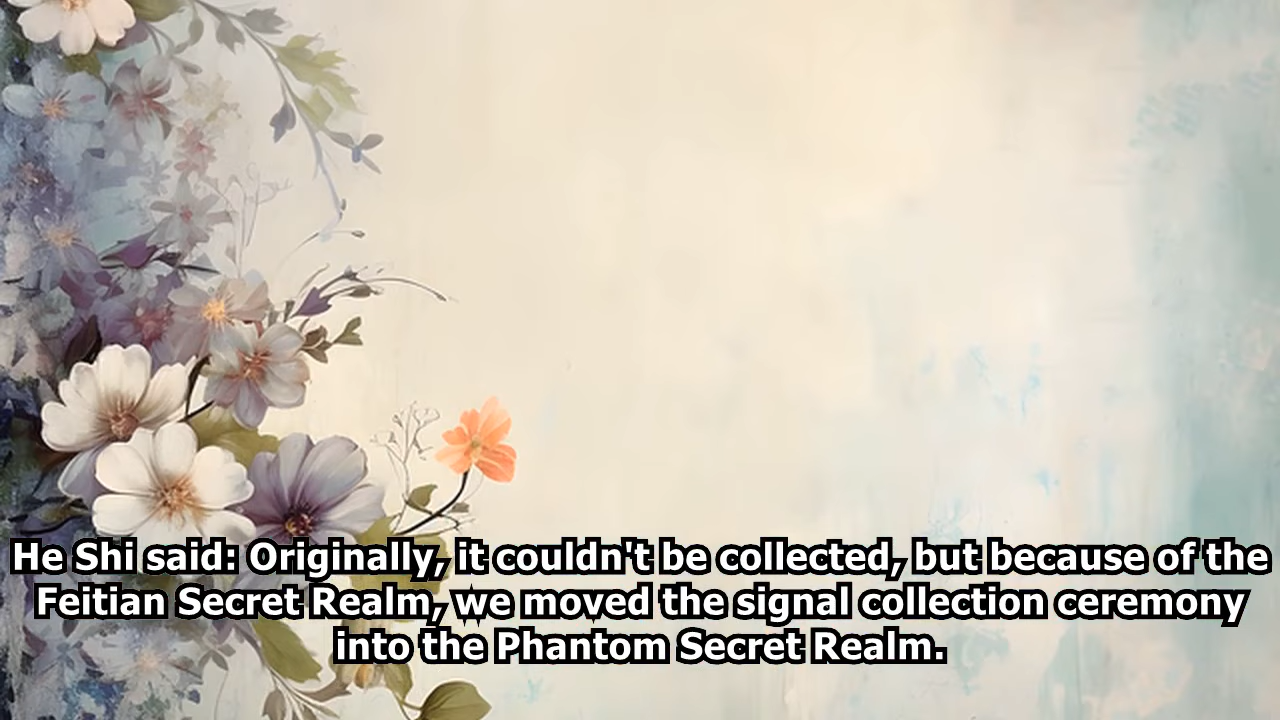 He Shi said: Originally, it couldn't be collected, but because of the
Feitian Secret Realm, we moved the signal collection ceremony
into the Phantom Secret Realm.